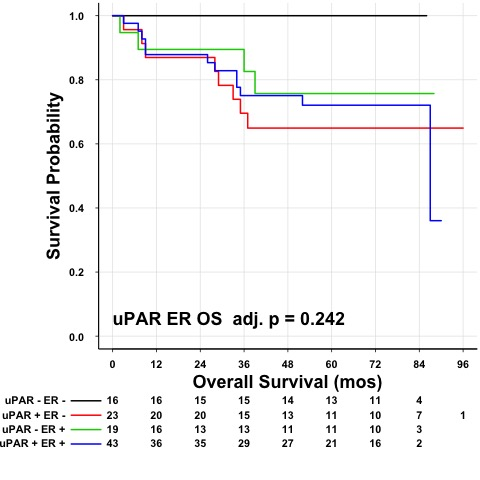 1.0
0.8
0.6
0.4
0.2
0.0
Survival Probability
uPAR ER OS adj. p = 0.242
0 12 24 36 48 60 72 84 96
Overall Survival (mos)
uPAR - ER - 16 16 15 15 14 13 11 4
uPAR + ER - 23 20 20 15 13 11 10 7 1
uPAR - ER + 19 16 13 13 11 11 10 3
uPAR + ER + 43 36 35 29 27 21 16 2